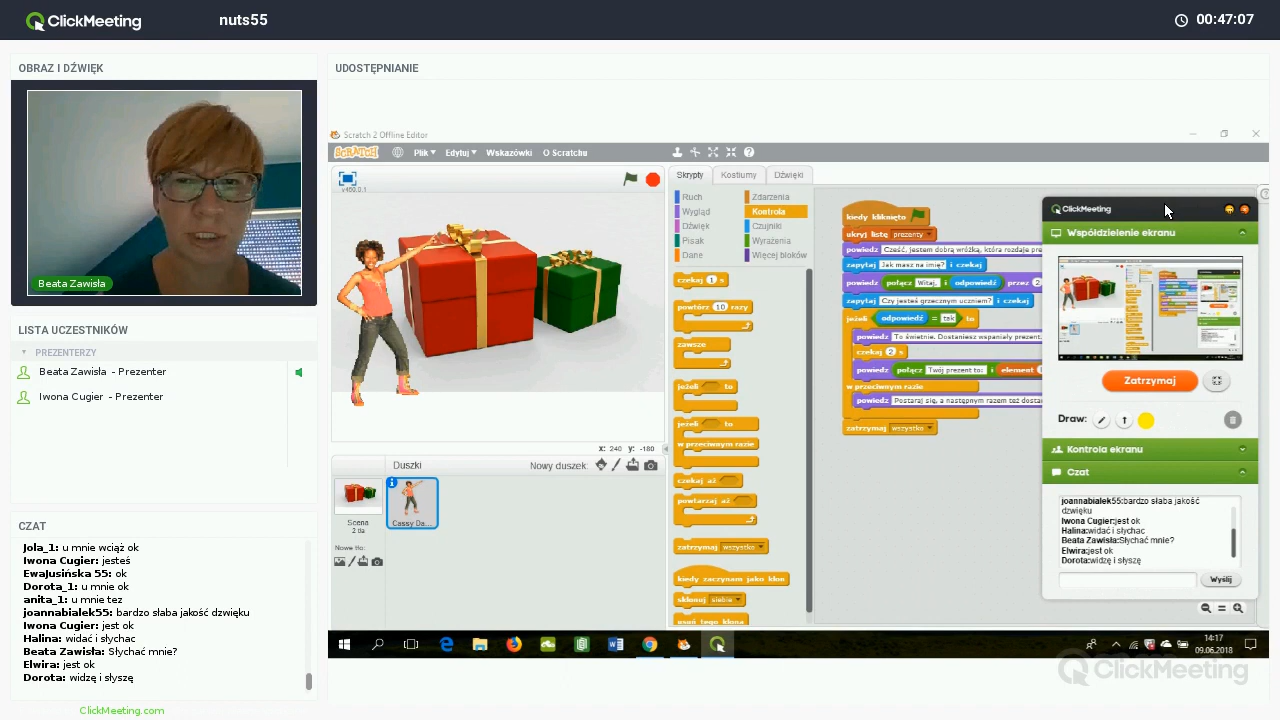 ClickMeeting
nuts55
00:47:07
OBRAZ I DŹWIĘK
Beata Zawisła
LISTA UCZESTNIKÓW
PREZENTERZY
Beata Zawisla - Prezenter
Iwona Cugier - Prezenter
CZAT
Jola_1: u mnie wciąż ok
Iwona Cugier: jesteś
EwaJusińska 55: ok
Dorota_1: u mnie ok
anita_1: u mnie tez
joannabialek55: bardzo słaba jakość dzwięku
Iwona Cugier: jest ok
Halina: widać i słychac
Beata Zawisła: Słychać mnie?
Elwira: jest ok
Dorota: widzę i słyszę
ClickMeeting.com
UDOSTĘPNIANIE
Scratch 2 Offline Editor
SCRATCH
Plik
Edytuj
Wskazówki
O Scratchu
v460.0.1
x: 240 y: -180
Duszki
Nowy duszek:
Scena
2 tła
Nowe tło:
Cassy Da...
Skrypty
Kostiumy
Dźwięki
Ruch
Zdarzenia
Wygląd
Kontrola
Dźwięk
Czujniki
Pisak
Wyrażenia
Dane
Więcej bloków
czekaj 1 s
powtórz 10 razy
zawsze
jeżeli to
jeżeli to
w przeciwnym razie
czekaj aż
powtarzaj aż
zatrzymaj wszystko
kiedy zaczynam jako klon
sklonuj siebie
usuń tego klona
kiedy kliknięto
ukryj listę prezenty
powiedz Cześć, jestem dobrą wróżką, która rozdaje pre
zapytaj Jak masz na imię? i czekaj
powiedz połącz Witaj, i odpowiedź przez 2
zapytaj Czy jesteś grzecznym uczniem? i czekaj
jeżeli odpowiedź = tak to
powiedz To świetnie. Dostaniesz wspaniały prezent.
czekaj 2 s
powiedz połącz Twój prezent to: i element
w przeciwnym razie
powiedz Postaraj się, a następnym razem też dosta
zatrzymaj wszystko
ClickMeeting
Współdzielenie ekranu
Zatrzymaj
Draw:
Kontrola ekranu
Czat
joannabialek55:bardzo słaba jakość
dzwięku
Iwona Cugier:jest ok
Halina:widać i słychac
Beata Zawisła:Słychać mnie?
Elwira:jest ok
Dorota:widzę i słyszę
Wyślij
14:17
09.06.2018
ClickMeeting